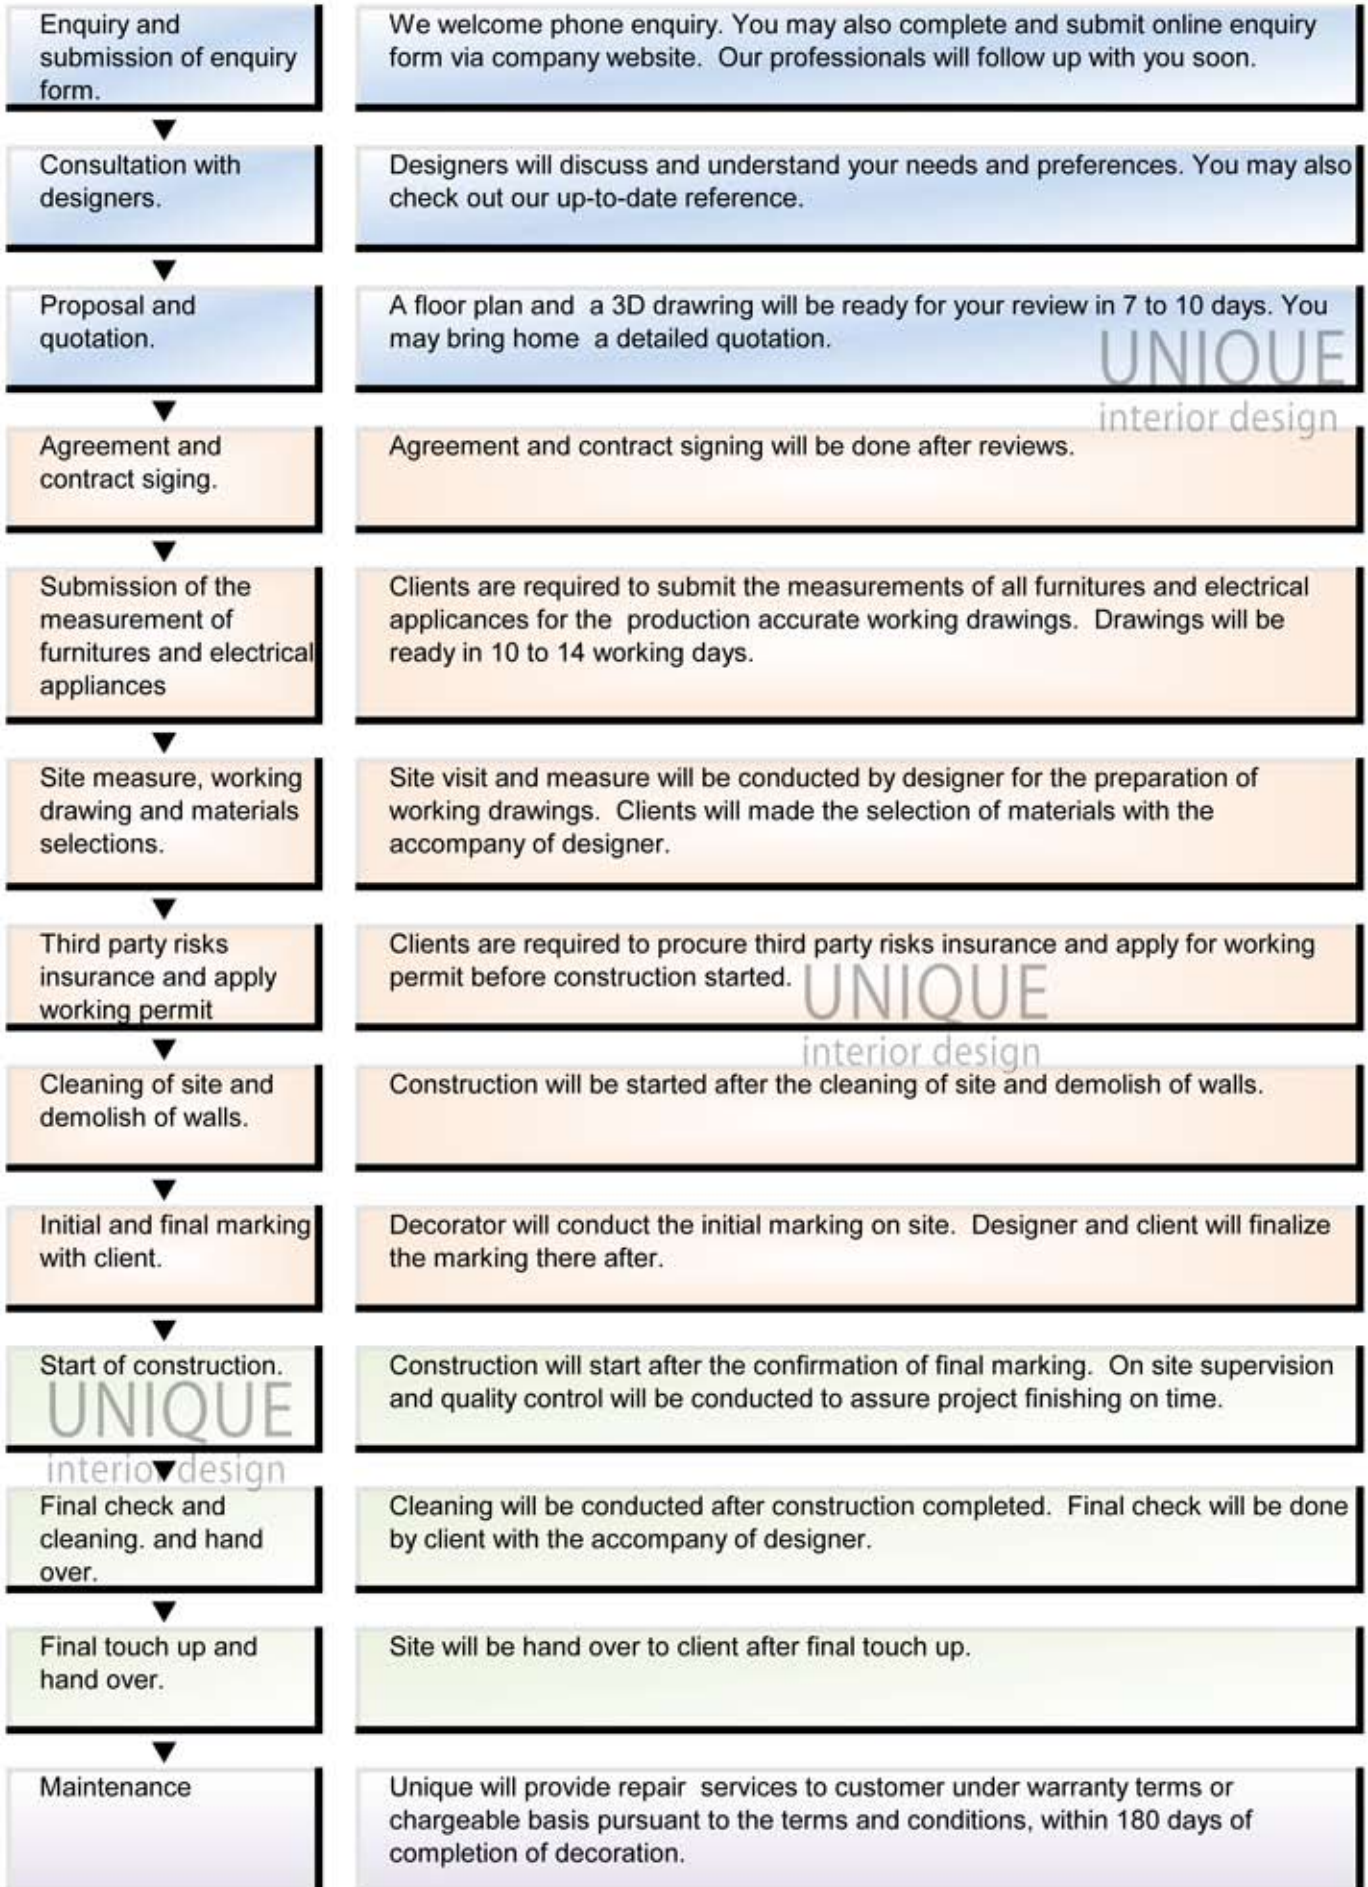 Enquiry and
submission of enquiry
form.
We welcome phone enquiry. You may also complete and submit online enquiry
form via company website. Our professionals will follow up with you soon.
▼
Consultation with
designers.
Designers will discuss and understand your needs and preferences. You may also
check out our up-to-date reference.
▼
Proposal and
quotation.
A floor plan and a 3D drawring will be ready for your review in 7 to 10 days. You
may bring home a detailed quotation.
UNIQUE
interior design
▼
Agreement and
contract siging.
Agreement and contract signing will be done after reviews.
▼
Submission of the
measurement of
furnitures and electrical
appliances
Clients are required to submit the measurements of all furnitures and electrical
applicances for the production accurate working drawings. Drawings will be
ready in 10 to 14 working days.
▼
Site measure, working
drawing and materials
selections.
Site visit and measure will be conducted by designer for the preparation of
working drawings. Clients will made the selection of materials with the
accompany of designer.
▼
Third party risks
insurance and apply
working permit
Clients are required to procure third party risks insurance and apply for working
permit before construction started.
UNIQUE
interior design
▼
Cleaning of site and
demolish of walls.
Construction will be started after the cleaning of site and demolish of walls.
▼
Initial and final marking
with client.
Decorator will conduct the initial marking on site. Designer and client will finalize
the marking there after.
▼
Start of construction.
Construction will start after the confirmation of final marking. On site supervision
and quality control will be conducted to assure project finishing on time.
UNIQUE
interior design
▼
Final check and
cleaning. and hand
over.
Cleaning will be conducted after construction completed. Final check will be done
by client with the accompany of designer.
▼
Final touch up and
hand over.
Site will be hand over to client after final touch up.
▼
Maintenance
Unique will provide repair services to customer under warranty terms or
chargeable basis pursuant to the terms and conditions, within 180 days of
completion of decoration.